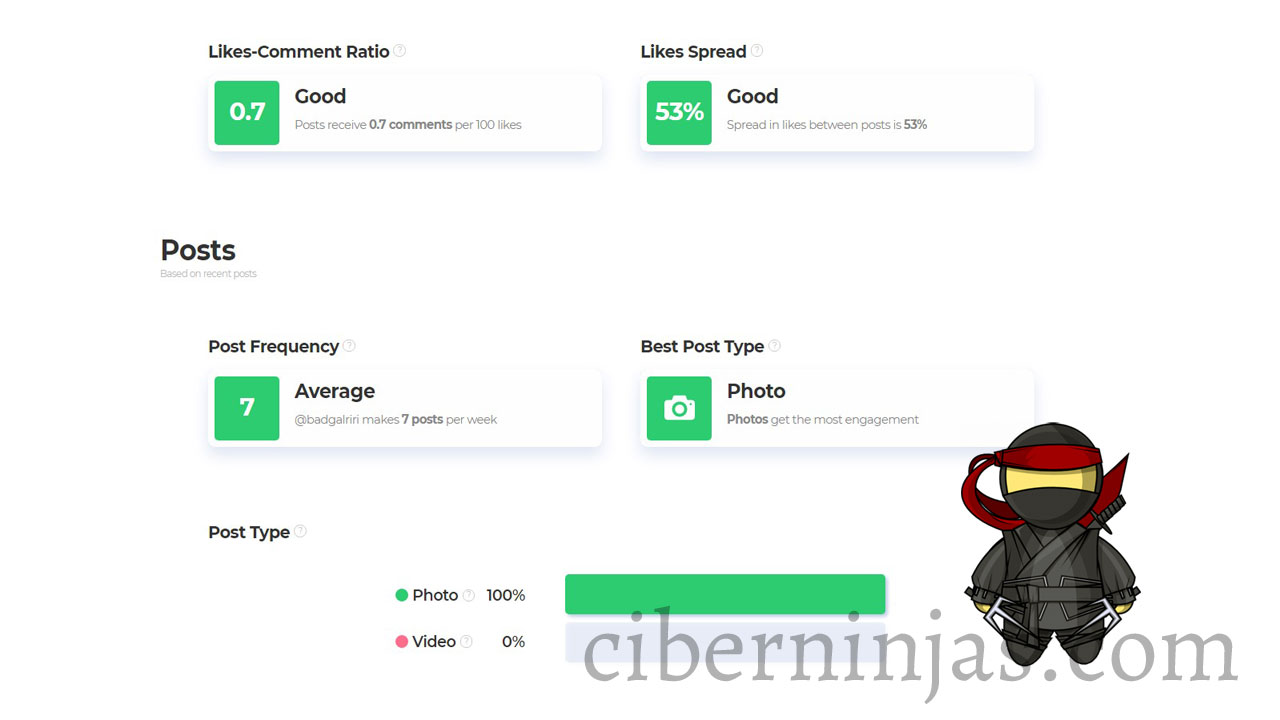 Likes-Comment Ratio ?
0.7
Good
Posts receive 0.7 comments per 100 likes
Likes Spread ?
53%
Good
Spread in likes between posts is 53%
Posts
Based on recent posts
Post Frequency ?
7
Average
@badgalriri makes 7 posts per week
Best Post Type ?
Photo
Photos get the most engagement
Post Type ?
Photo ? 100%
Video ? 0%
ciberninjas.com